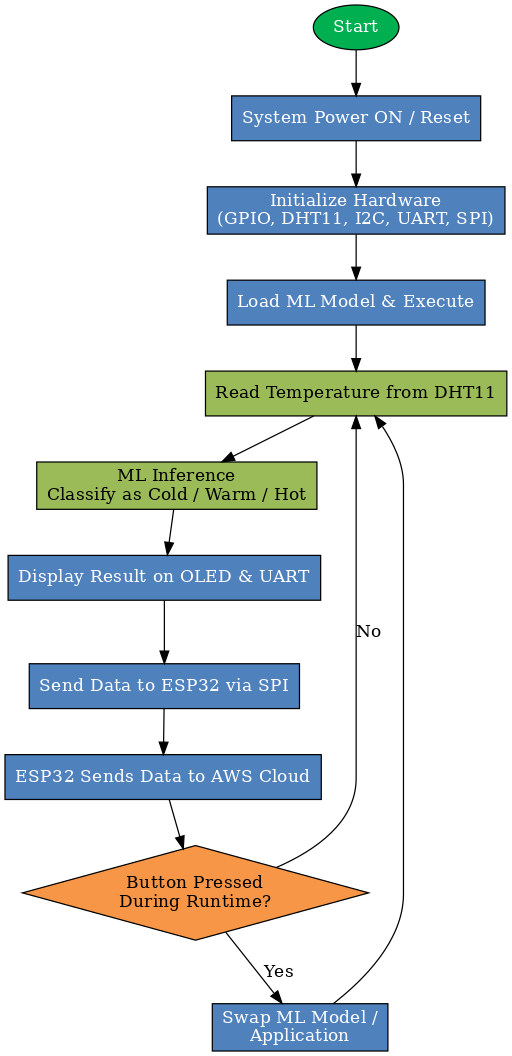 Start
System Power ON / Reset
Initialize Hardware
(GPIO, DHT11, I2C, UART, SPI)
Load ML Model & Execute
Read Temperature from DHT11
ML Inference
Classify as Cold / Warm / Hot
Display Result on OLED & UART
No
Send Data to ESP32 via SPI
ESP32 Sends Data to AWS Cloud
Button Pressed
During Runtime?
Yes
Swap ML Model /
Application